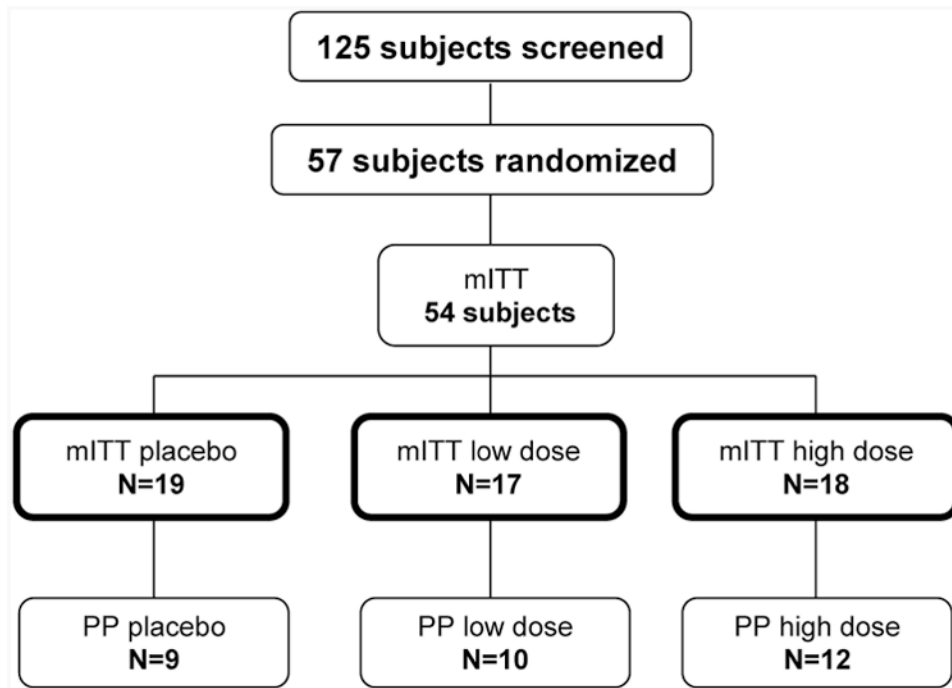 125 subjects screened
57 subjects randomized
mITT
54 subjects
mITT placebo
N=19
mITT low dose
N=17
mITT high dose
N=18
PP placebo
N=9
PP low dose
N=10
PP high dose
N=12